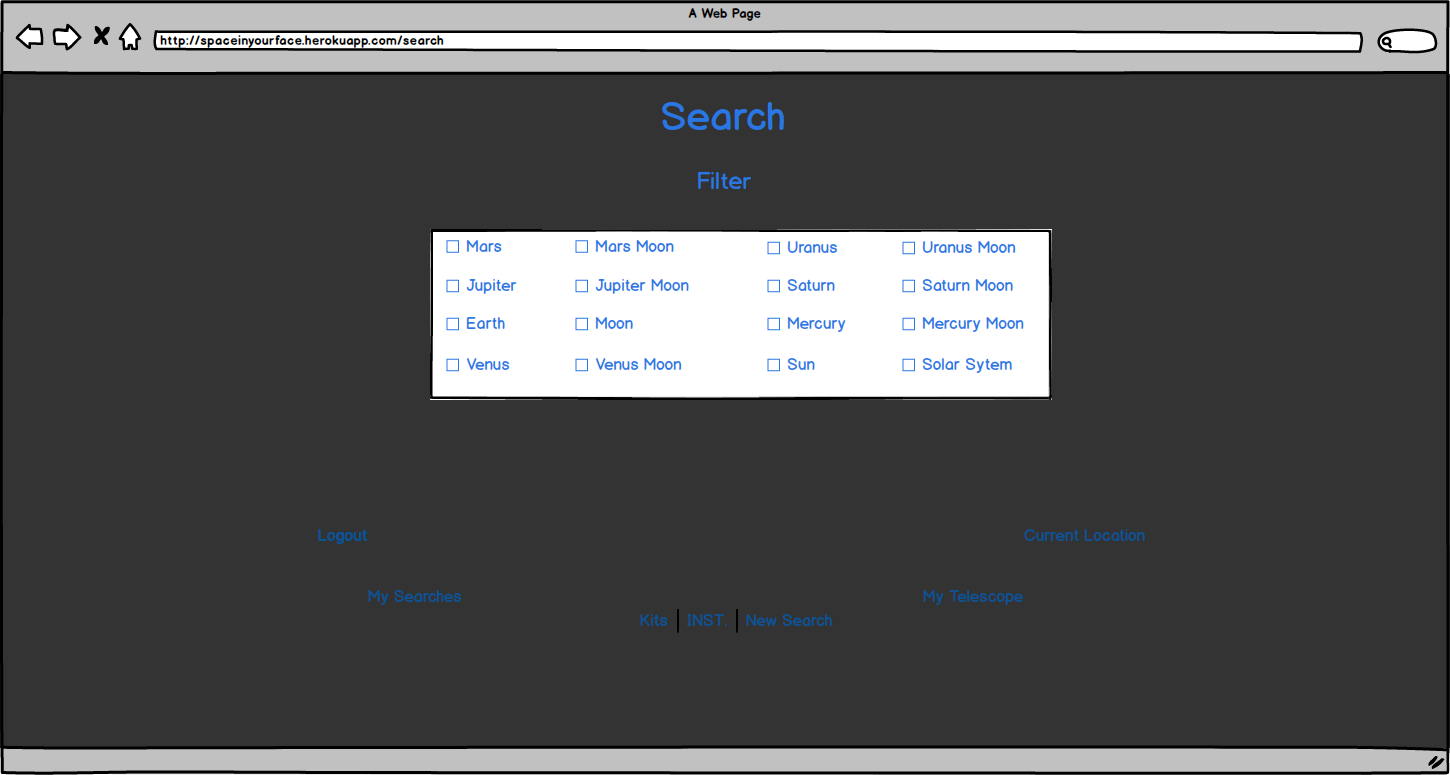 A Web Page
http://spaceinyourface.herokuapp.com/search
Search
Filter
Mars Mars Moon Uranus Uranus Moon
Jupiter Jupiter Moon Saturn Saturn Moon
Earth Moon Mercury Mercury Moon
Venus Venus Moon Sun Solar Sytem
Logout Current Location
My Searches My Telescope
Kits INST. New Search